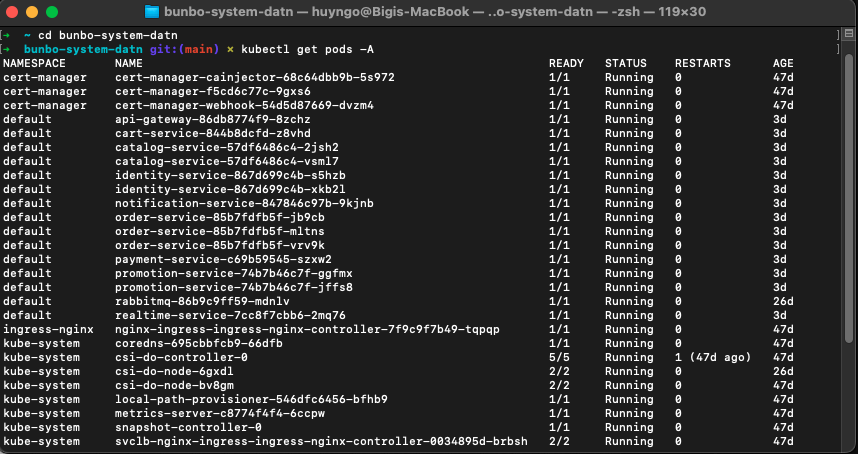 bunbo-system-datn — huyngo@Bigis-MacBook — ..o-system-datn — -zsh — 119×30
[→ ~ cd bunbo-system-datn ]
[→ bunbo-system-datn git:(main) × kubectl get pods -A ]
NAMESPACE NAME READY STATUS RESTARTS AGE
cert-manager cert-manager-cainjector-68c64dbb9b-5s972 1/1 Running 0 47d
cert-manager cert-manager-f5cd6c77c-9gxs6 1/1 Running 0 47d
cert-manager cert-manager-webhook-54d5d87669-dvzm4 1/1 Running 0 47d
default api-gateway-86db8774f9-8zchz 1/1 Running 0 3d
default cart-service-844b8dcfd-z8vhd 1/1 Running 0 3d
default catalog-service-57df6486c4-2jsh2 1/1 Running 0 3d
default catalog-service-57df6486c4-vsml7 1/1 Running 0 3d
default identity-service-867d699c4b-s5hzb 1/1 Running 0 3d
default identity-service-867d699c4b-xkb2l 1/1 Running 0 3d
default notification-service-847846c97b-9kjnb 1/1 Running 0 3d
default order-service-85b7fdfb5f-jb9cb 1/1 Running 0 3d
default order-service-85b7fdfb5f-mltns 1/1 Running 0 3d
default order-service-85b7fdfb5f-vrv9k 1/1 Running 0 3d
default payment-service-c69b59545-szxw2 1/1 Running 0 3d
default promotion-service-74b7b46c7f-ggfmx 1/1 Running 0 3d
default promotion-service-74b7b46c7f-jffs8 1/1 Running 0 3d
default rabbitmq-86b9c9ff59-mdnlv 1/1 Running 0 26d
default realtime-service-7cc8f7cbb6-2mq76 1/1 Running 0 3d
ingress-nginx nginx-ingress-ingress-nginx-controller-7f9c9f7b49-tqpqp 1/1 Running 0 47d
kube-system coredns-695cbbfcb9-66dfb 1/1 Running 0 47d
kube-system csi-do-controller-0 5/5 Running 1 (47d ago) 47d
kube-system csi-do-node-6gxdl 2/2 Running 0 26d
kube-system csi-do-node-bv8gm 2/2 Running 0 47d
kube-system local-path-provisioner-546dfc6456-bfhb9 1/1 Running 0 47d
kube-system metrics-server-c8774f4f4-6ccpw 1/1 Running 0 47d
kube-system snapshot-controller-0 1/1 Running 0 47d
kube-system svclb-nginx-ingress-ingress-nginx-controller-0034895d-brbsh 2/2 Running 0 47d